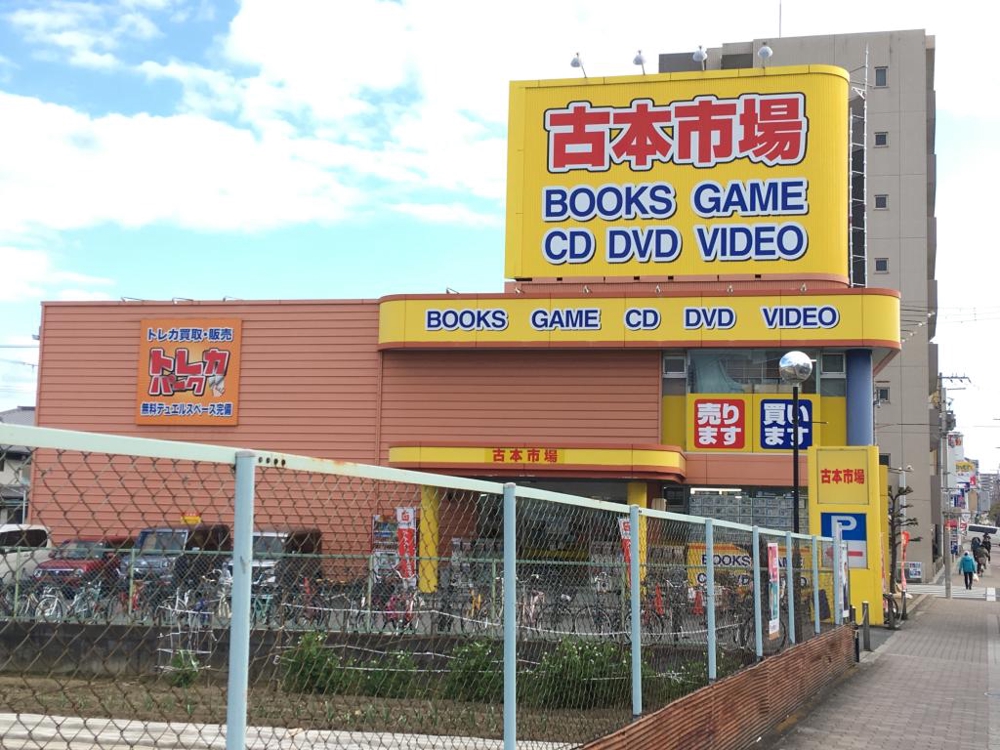 古本市場
BOOKS GAME
CD DVD VIDEO
BOOKS GAME CD DVD VIDEO
トレカ買取・販売
トレカ
パーク
無料デュエルスペース完備
売り
ます
買い
ます
古本市場
古本市場
P
BOOKS GAME